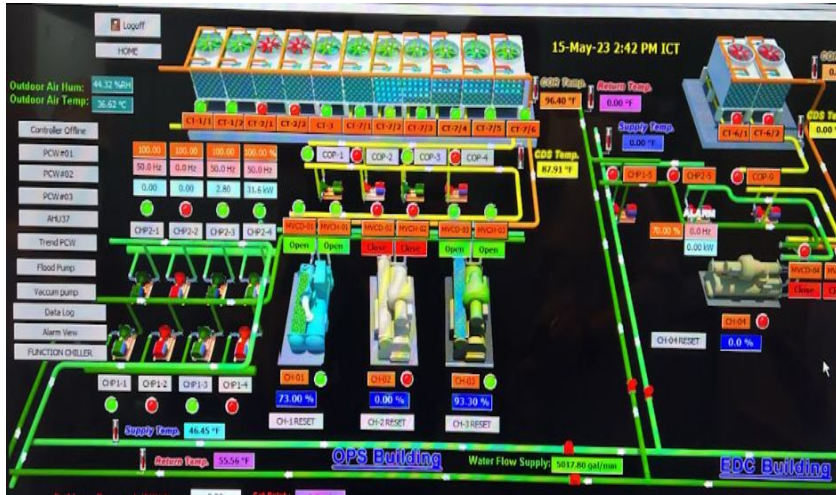 Logoff
HOME
15-May-23 2:42 PM ICT
Outdoor Air Hum: 44.32 %RH
Outdoor Air Temp: 36.62 °C
COR Temp.
96.40 °F
Return Temp.
0.00 °F
Supply Temp.
0.00 °F
CDS Temp.
87.91 °F
CT-1/1 CT-1/2 CT-2/1 CT-2/2 CT-3 CT-7/1 CT-7/2 CT-7/3 CT-7/4 CT-7/5 CT-7/6
CT-6/1 CT-6/2
CDS Temp.
0.00
Controller Offline
PCW#01
PCW#02
PCW#03
AHU37
Trend PCW
Flood Pump
Vaccum pump
Data Log
Alarm View
FUNCTION CHILLER
100.00 100.00 100.00 100.00 %
50.0 Hz 0.0 Hz 50.0 Hz 50.0 Hz
0.00 0.00 2.80 31.6 kW
COP-1 COP-2 COP-3 COP-4
CHP1-5 CHP2-5 COP-9
CHP2-1 CHP2-2 CHP2-3 CHP2-4
MVCD-01 MVCH-01 MVCD-02 MVCH-02 MVCD-03 MVCH-03
Open Open Close Close Open Open
ALARM
70.00 % 0.0 Hz
0.00 kW
MVCD-04
Close
CH-01 CH-02 CH-03
73.00 % 0.00 % 93.30 %
CH-1 RESET CH-2 RESET CH-3 RESET
CH-04
CH-04 RESET 0.0 %
CHP1-1 CHP1-2 CHP1-3 CHP1-4
Supply Temp. 46.45 °F
Return Temp. 55.56 °F
OPS Building
Water Flow Supply: 5017.80 gal/min
EDC Building